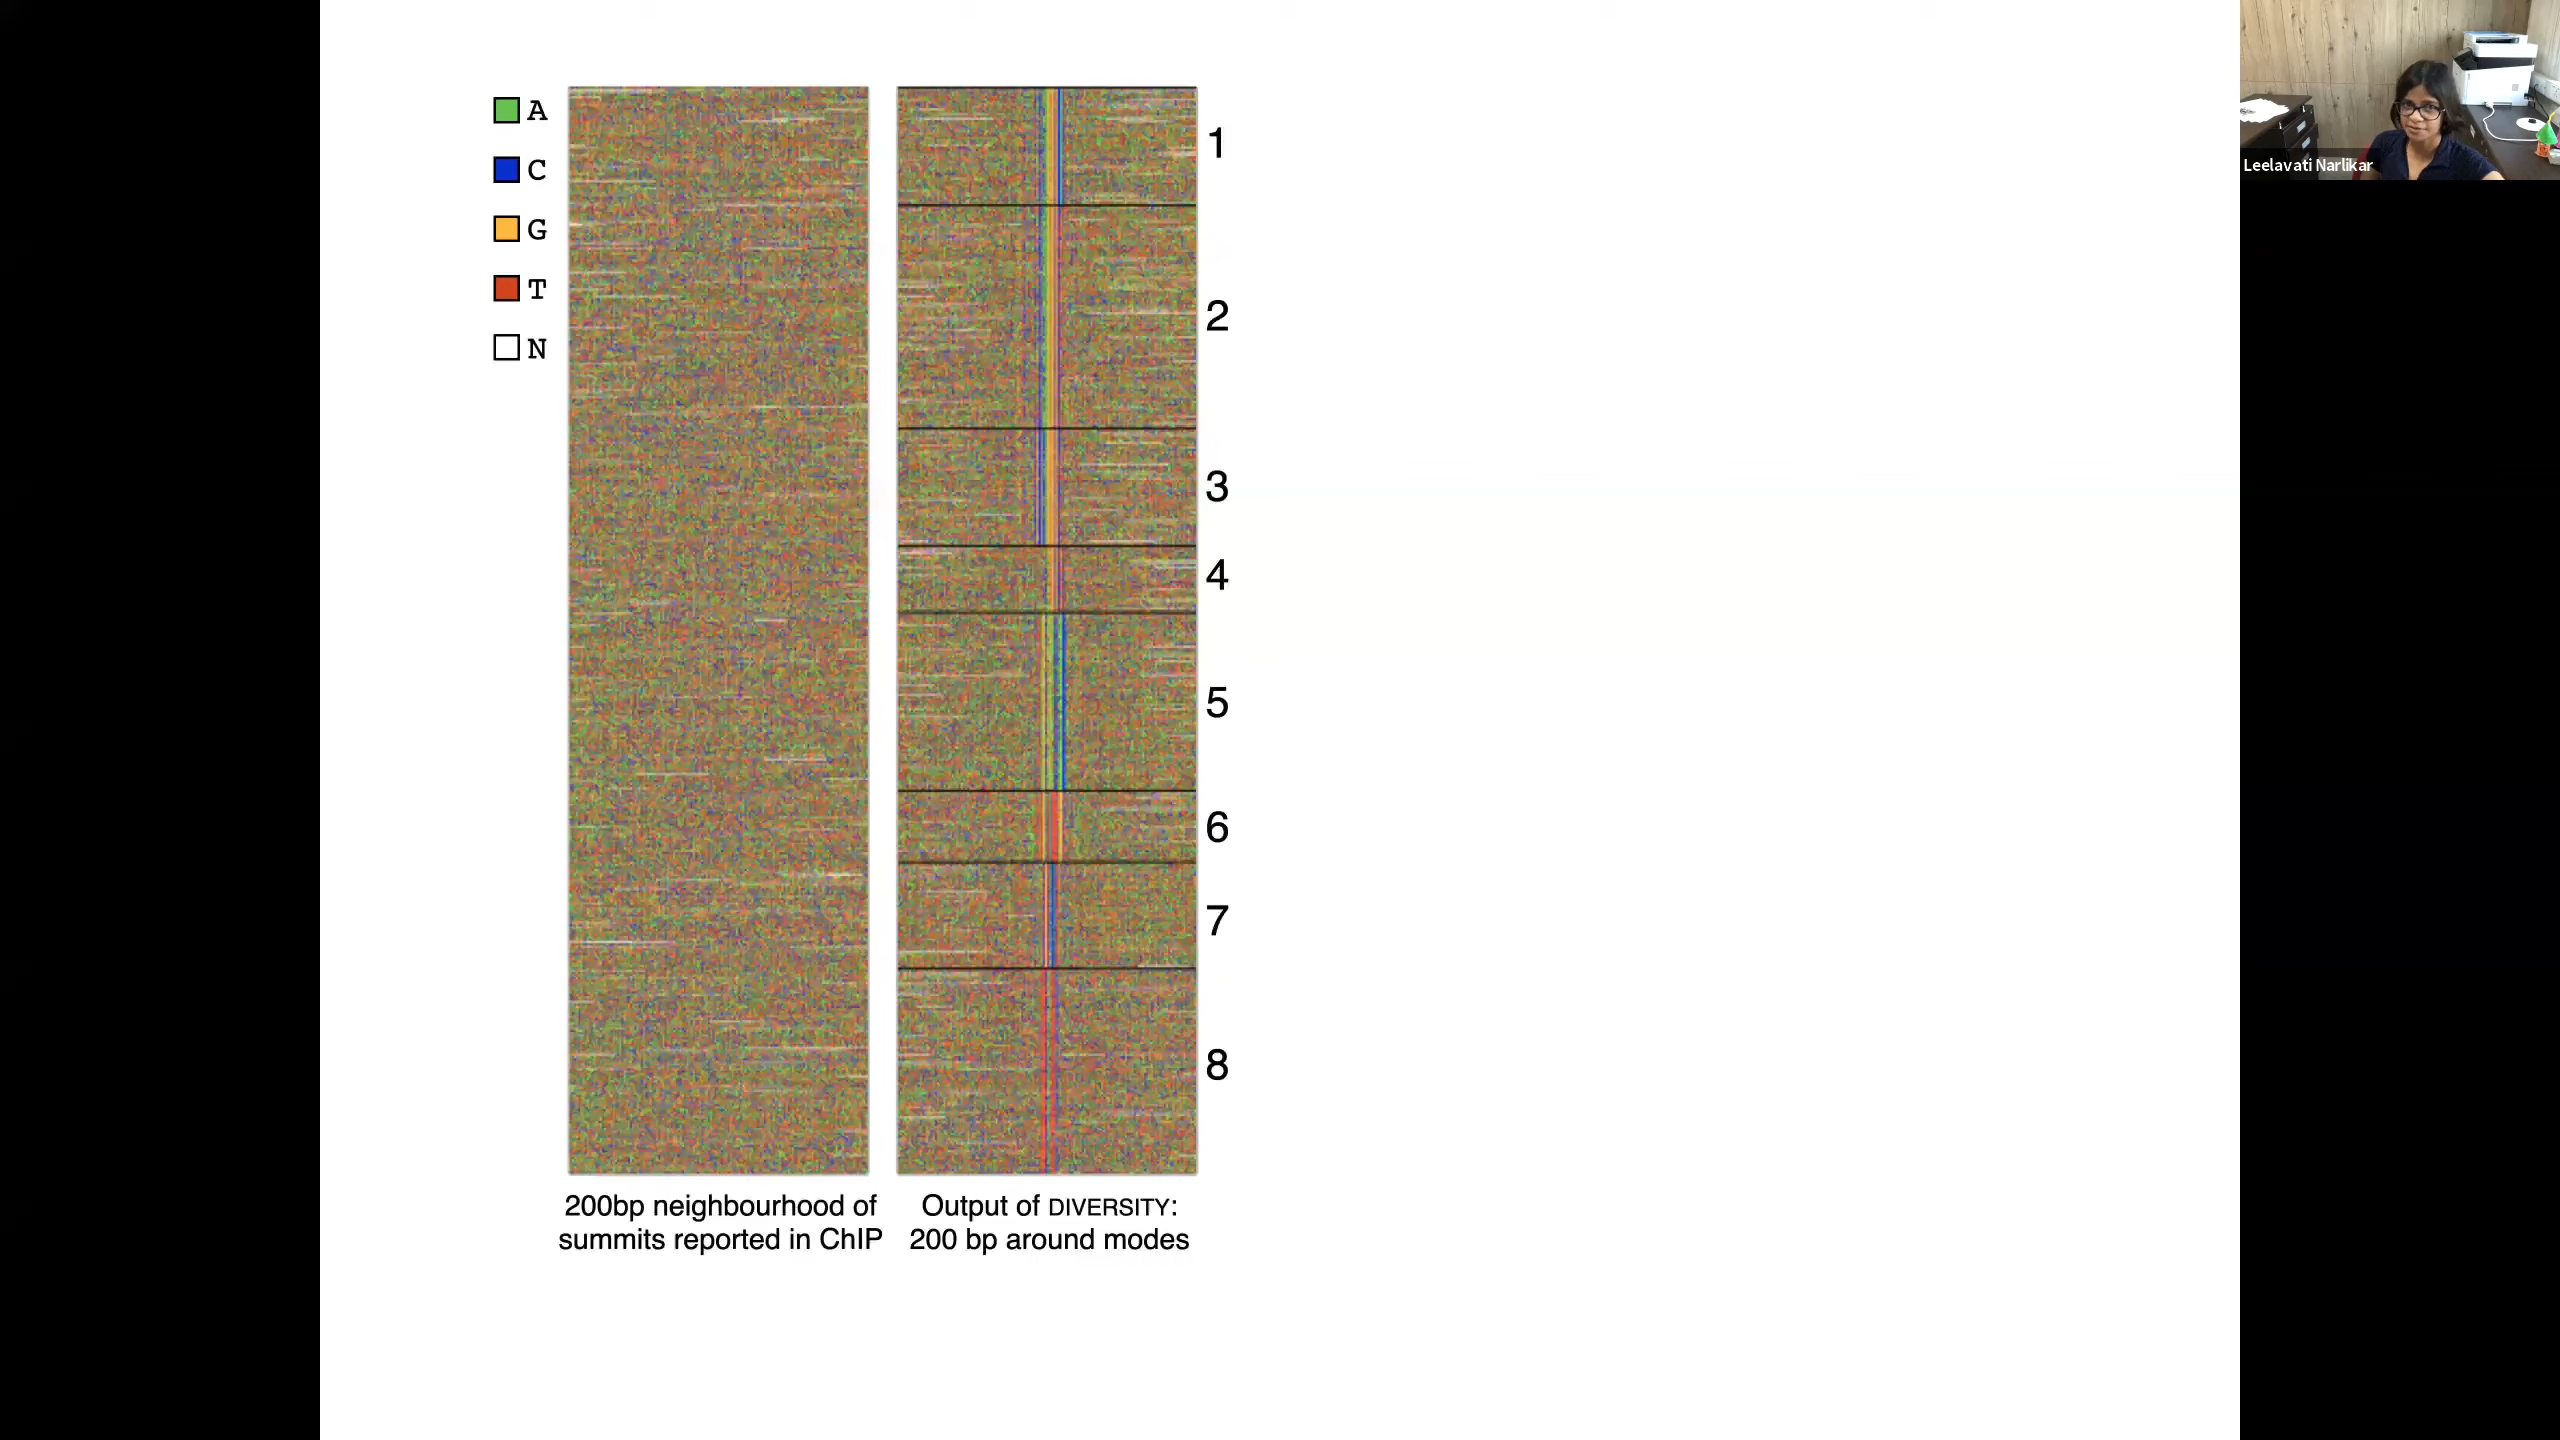 A
C
G
T
N
1
2
3
4
5
6
7
8
200bp neighbourhood of
summits reported in ChIP
Output of DIVERSITY:
200 bp around modes
Leelavati Narlikar